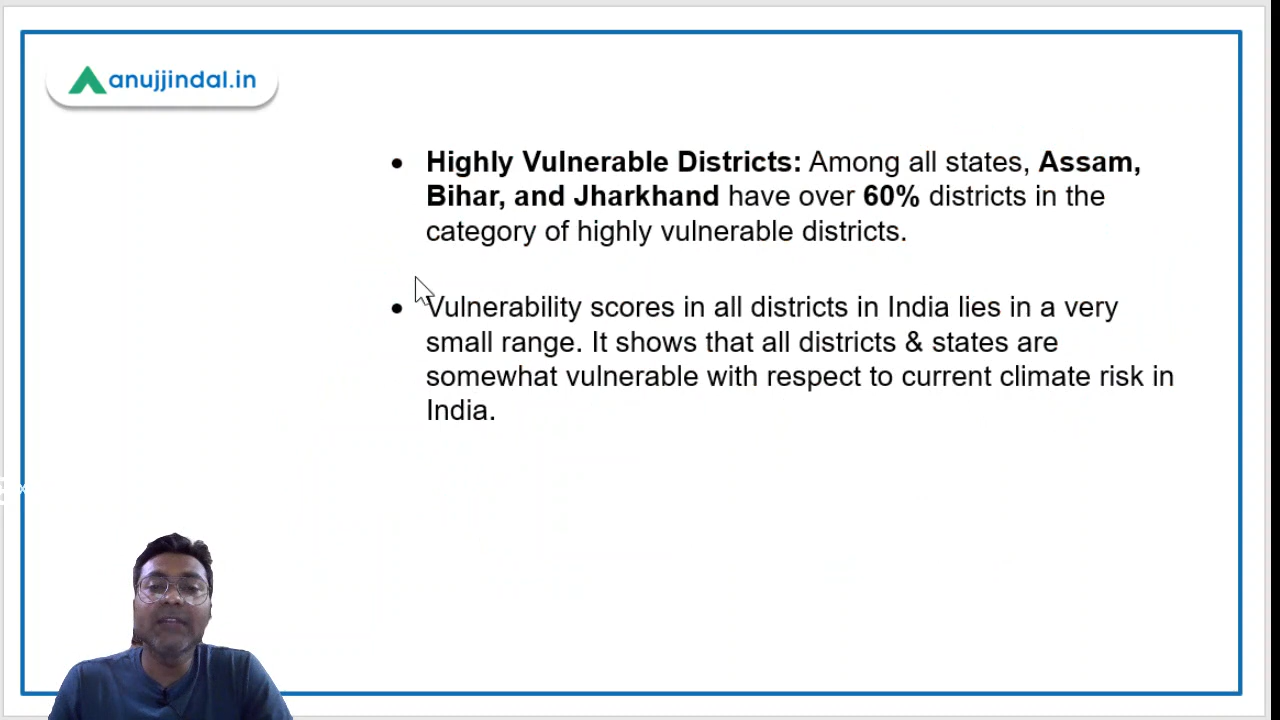 anujjindal.in
• Highly Vulnerable Districts: Among all states, Assam,
Bihar, and Jharkhand have over 60% districts in the
category of highly vulnerable districts.
• Vulnerability scores in all districts in India lies in a very
small range. It shows that all districts & states are
somewhat vulnerable with respect to current climate risk in
India.